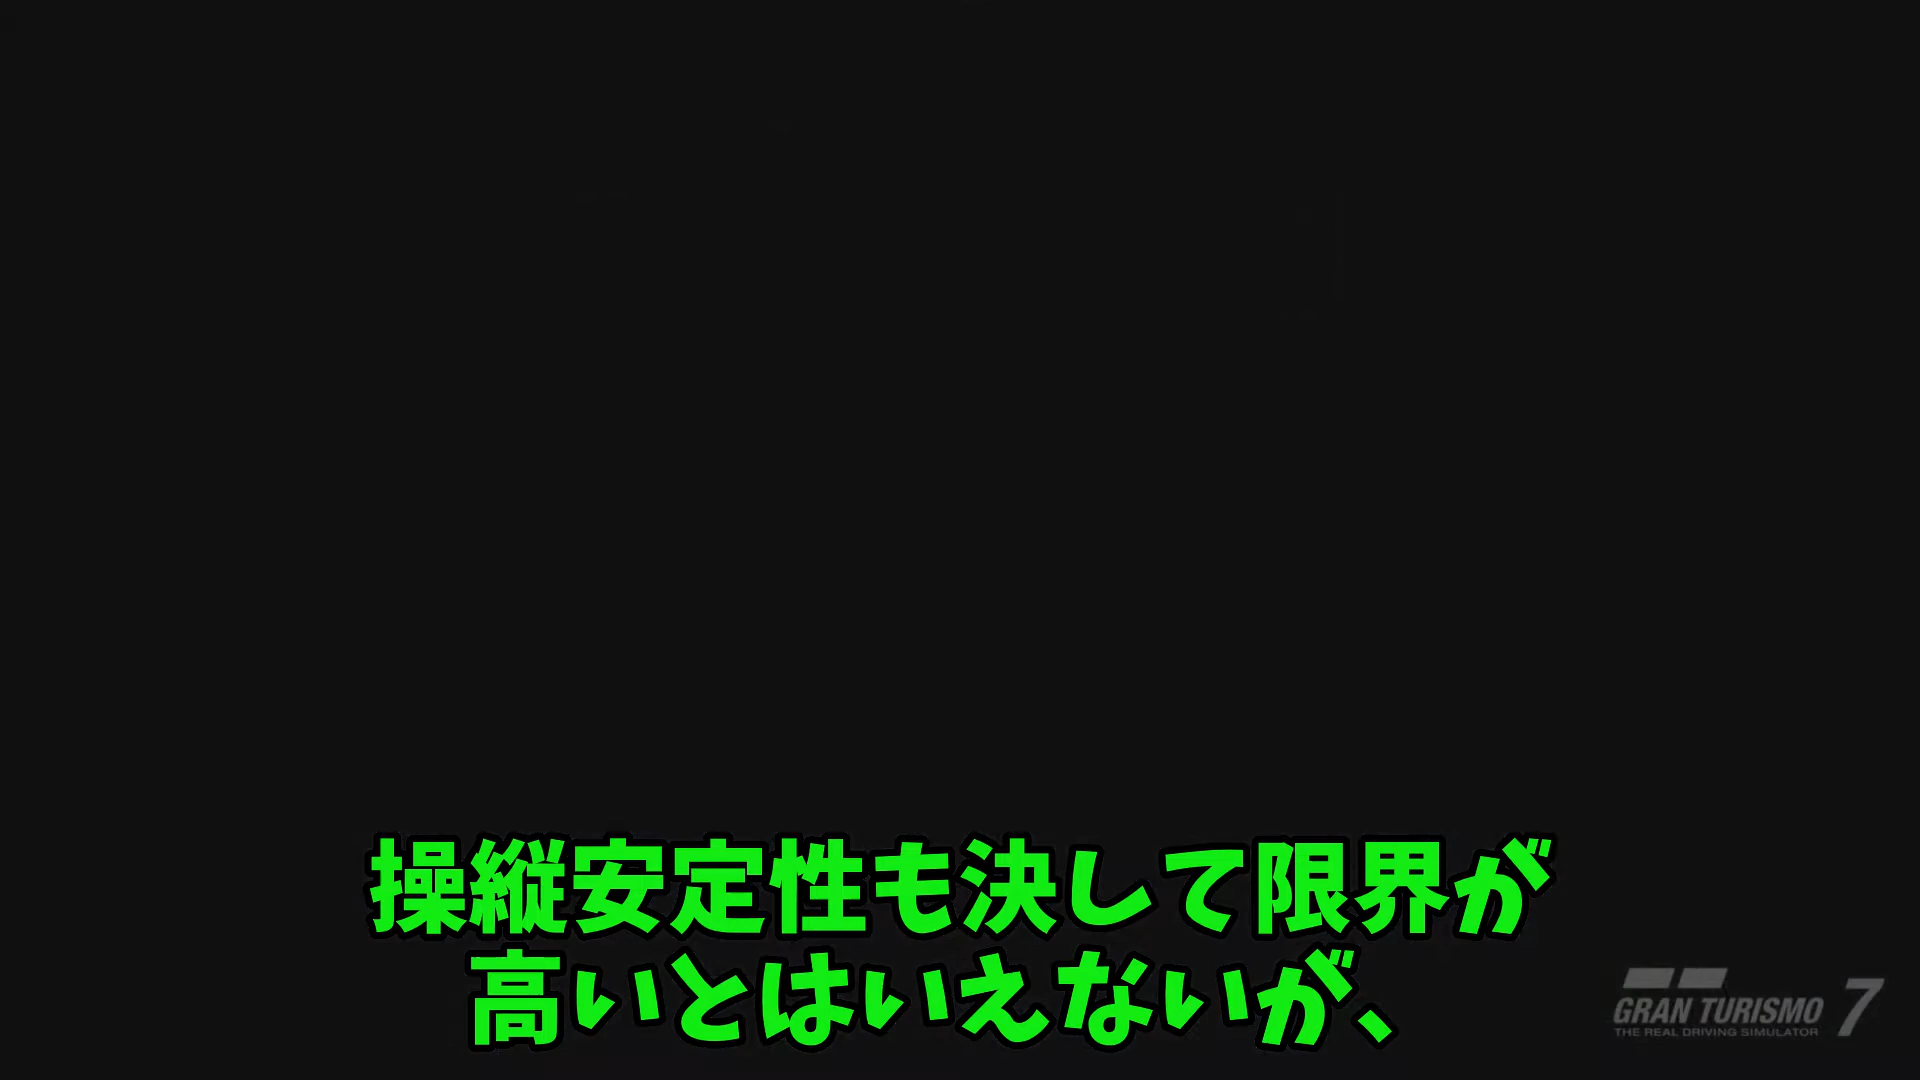 操縦安定性も決して限界が
高いとはいえないが、
GRAN TURISMO 7
THE REAL DRIVING SIMULATOR